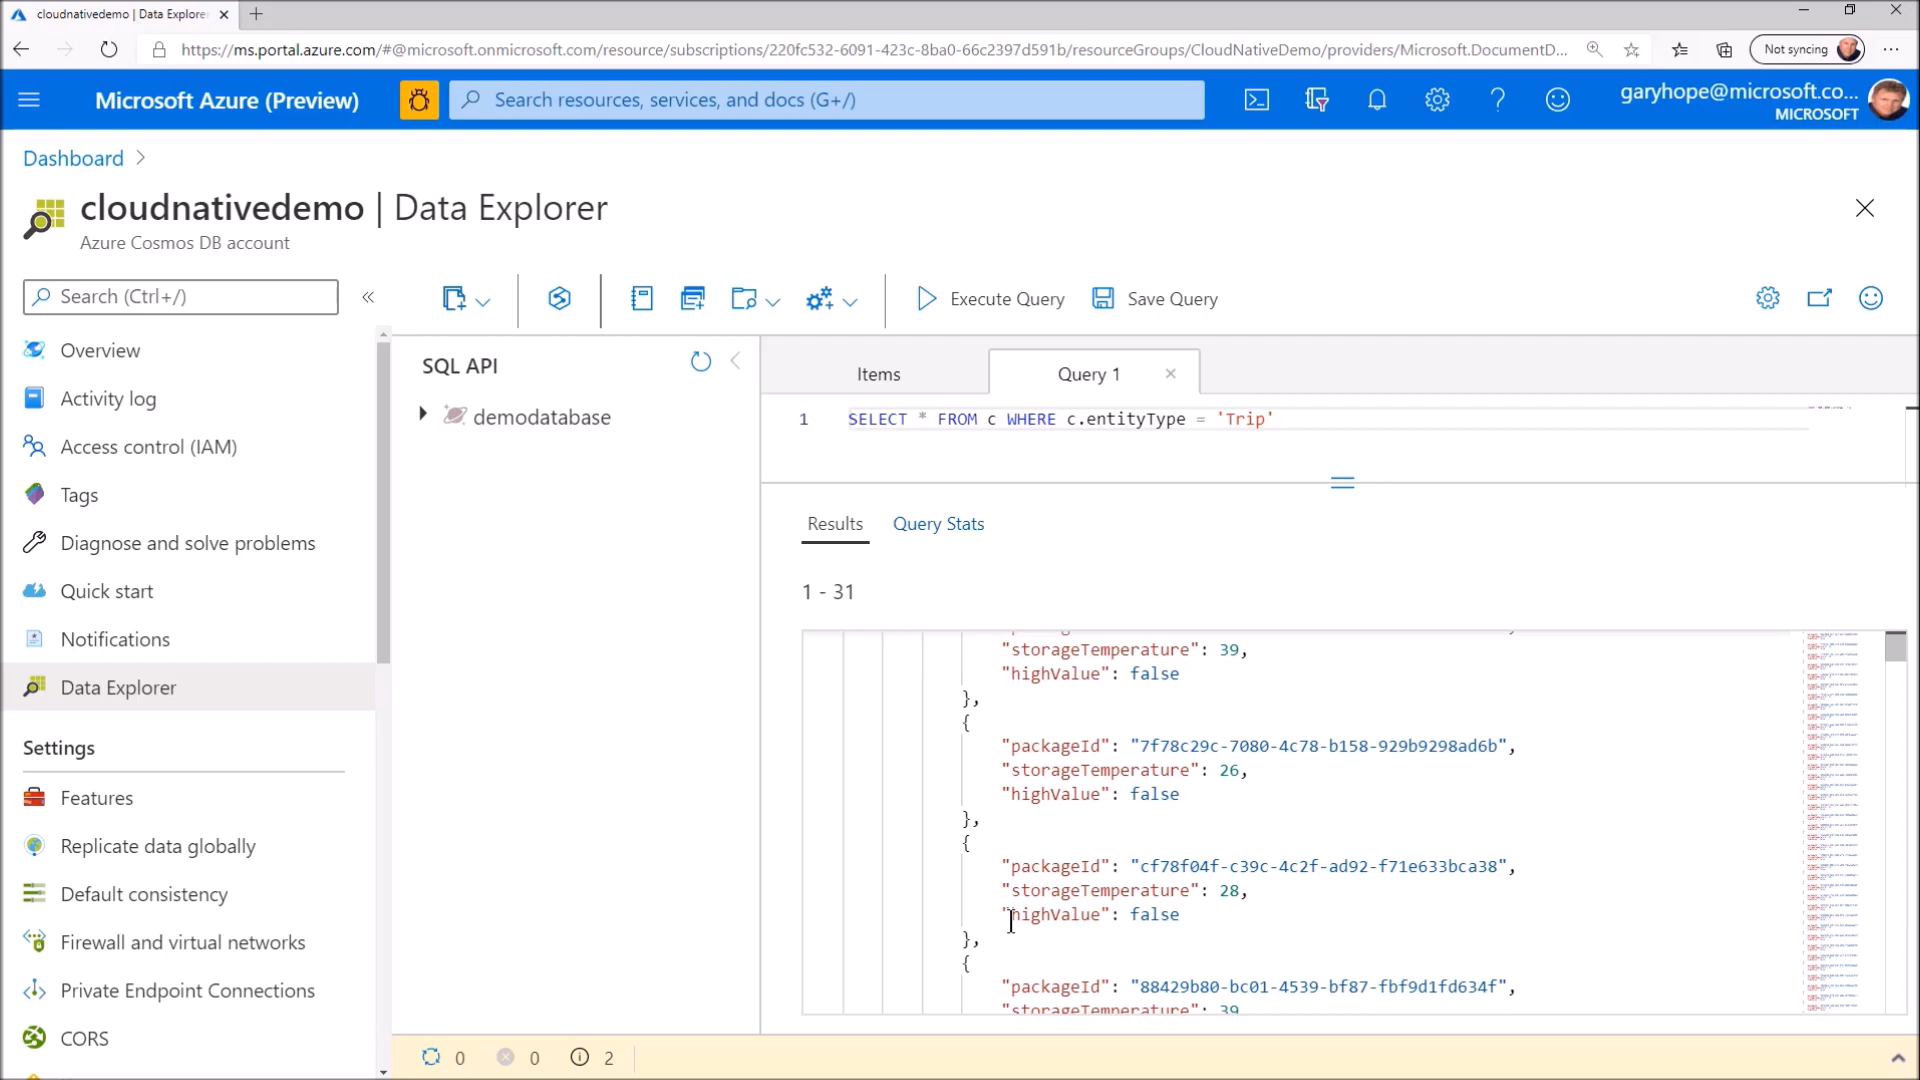 cloudnativedemo | Data Explorer
https://ms.portal.azure.com/#@microsoft.onmicrosoft.com/resource/subscriptions/220fc532-6091-423c-8ba0-66c2397d591b/resourceGroups/CloudNativeDemo/providers/Microsoft.DocumentD...
Not syncing
Microsoft Azure (Preview)
Search resources, services, and docs (G+/)
garyhope@microsoft.co...
MICROSOFT
Dashboard
cloudnativedemo | Data Explorer
Azure Cosmos DB account
Search (Ctrl+/)
Execute Query
Save Query
Overview
Activity log
Access control (IAM)
Tags
Diagnose and solve problems
Quick start
Notifications
Data Explorer
Settings
Features
Replicate data globally
Default consistency
Firewall and virtual networks
Private Endpoint Connections
CORS
SQL API
demodatabase
Items
Query 1
1 SELECT * FROM c WHERE c.entityType = 'Trip'
Results
Query Stats
1 - 31
"storageTemperature": 39,
"highValue": false
},
{
"packageId": "7f78c29c-7080-4c78-b158-929b9298ad6b",
"storageTemperature": 26,
"highValue": false
},
{
"packageId": "cf78f04f-c39c-4c2f-ad92-f71e633bca38",
"storageTemperature": 28,
"highValue": false
},
{
"packageId": "88429b80-bc01-4539-bf87-fbf9d1fd634f",
"storageTemperature": 39
0
0
2